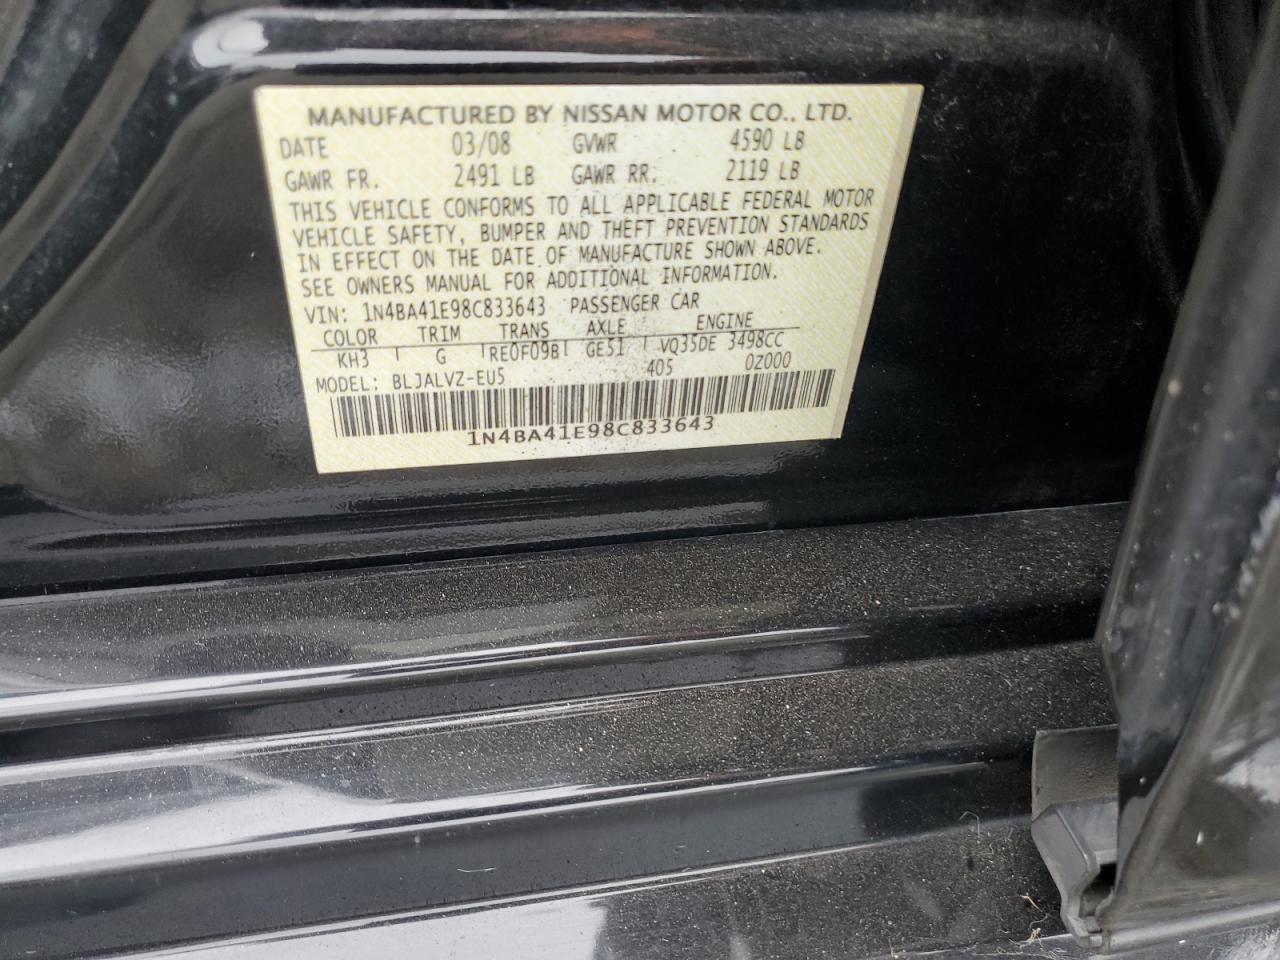 MANUFACTURED BY NISSAN MOTOR CO., LTD.
DATE 03/08 GVWR 4590 LB
GAWR FR. 2491 LB GAWR RR. 2119 LB
THIS VEHICLE CONFORMS TO ALL APPLICABLE FEDERAL MOTOR
VEHICLE SAFETY, BUMPER AND THEFT PREVENTION STANDARDS
IN EFFECT ON THE DATE OF MANUFACTURE SHOWN ABOVE.
SEE OWNERS MANUAL FOR ADDITIONAL INFORMATION.
VIN: 1N4BA41E98C833643 PASSENGER CAR
COLOR TRIM TRANS AXLE ENGINE
KH3 G RE0F09B GE51 VQ35DE 3498CC
MODEL: BLJALVZ-EU5 405 0Z000
1N4BA41E98C833643